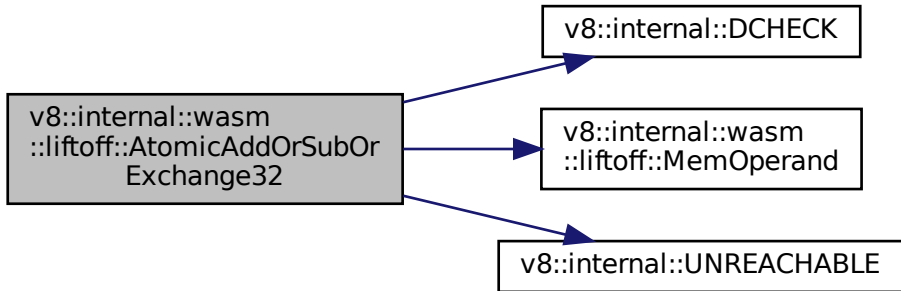 v8::internal::DCHECK
v8::internal::wasm
::liftoff::AtomicAddOrSubOr
Exchange32
v8::internal::wasm
::liftoff::MemOperand
v8::internal::UNREACHABLE